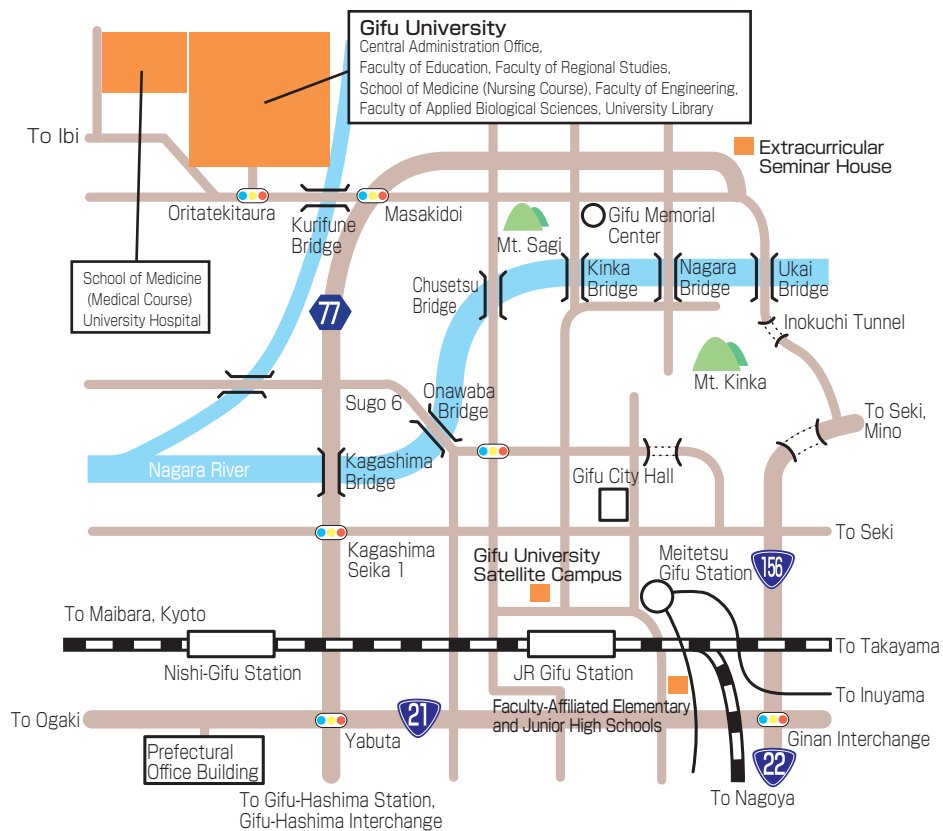 Gifu University
Central Administration Office,
Faculty of Education, Faculty of Regional Studies,
School of Medicine (Nursing Course), Faculty of Engineering,
Faculty of Applied Biological Sciences, University Library
To Ibi
Extracurricular
Seminar House
Oritatekitaura
Kurifune
Bridge
Masakidoi
Mt. Sagi
Gifu Memorial
Center
School of Medicine
(Medical Course)
University Hospital
Chusetsu
Bridge
Kinka
Bridge
Nagara
Bridge
Ukai
Bridge
77
Inokuchi Tunnel
Mt. Kinka
Sugo 6
Onawaba
Bridge
To Seki,
Mino
Nagara River
Kagashima
Bridge
Gifu City Hall
To Seki
Kagashima
Seika 1
Gifu University
Satellite Campus
Meitetsu
Gifu Station
156
To Maibara, Kyoto
Nishi-Gifu Station
JR Gifu Station
To Takayama
To Inuyama
Faculty-Affiliated Elementary
and Junior High Schools
To Ogaki
21
Yabuta
Ginan Interchange
Prefectural
Office Building
22
To Gifu-Hashima Station,
Gifu-Hashima Interchange
To Nagoya